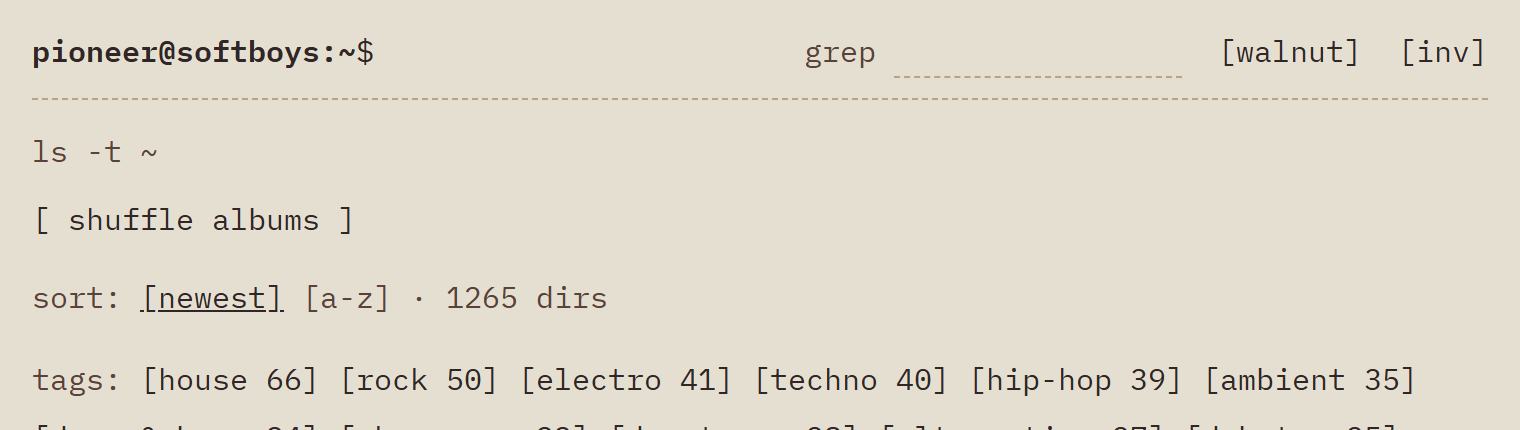 pioneer@softboys:~$ grep [walnut] [inv]
ls -t ~
[ shuffle albums ]
sort: [newest] [a-z] · 1265 dirs
tags: [house 66] [rock 50] [electro 41] [techno 40] [hip-hop 39] [ambient 35]